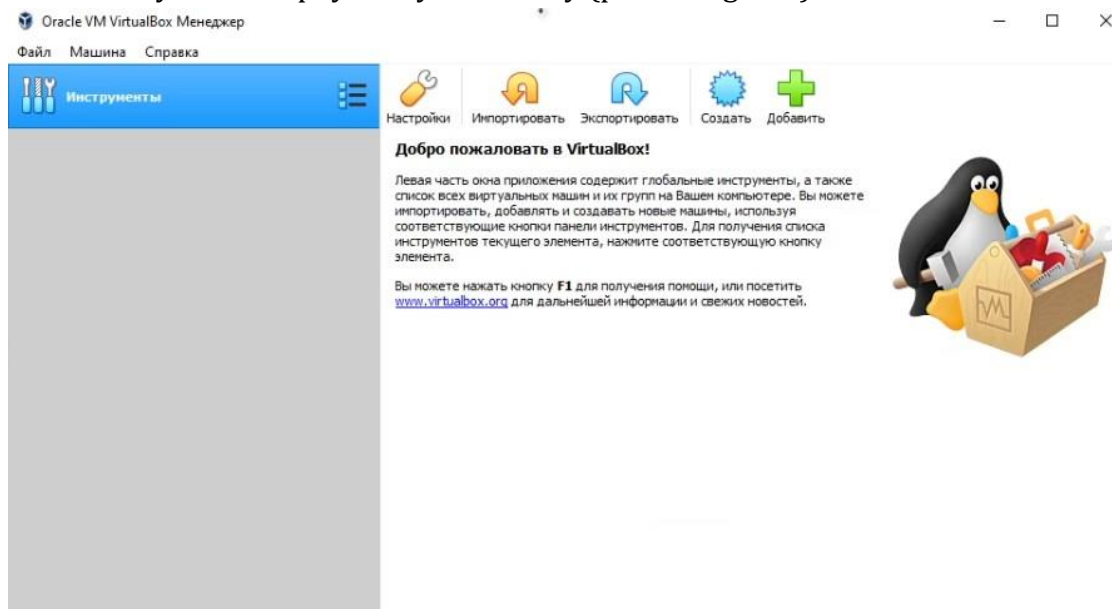 Oracle VM VirtualBox Менеджер
Файл Машина Справка
Инструменты
Настройки Импортировать Экспортировать Создать Добавить
Добро пожаловать в VirtualBox!
Левая часть окна приложения содержит глобальные инструменты, а также
список всех виртуальных машин и их групп на Вашем компьютере. Вы можете
импортировать, добавлять и создавать новые машины, используя
соответствующие кнопки панели инструментов. Для получения списка
инструментов текущего элемента, нажмите соответствующую кнопку
элемента.
Вы можете нажать кнопку F1 для получения помощи, или посетить
www.virtualbox.org для дальнейшей информации и свежих новостей.